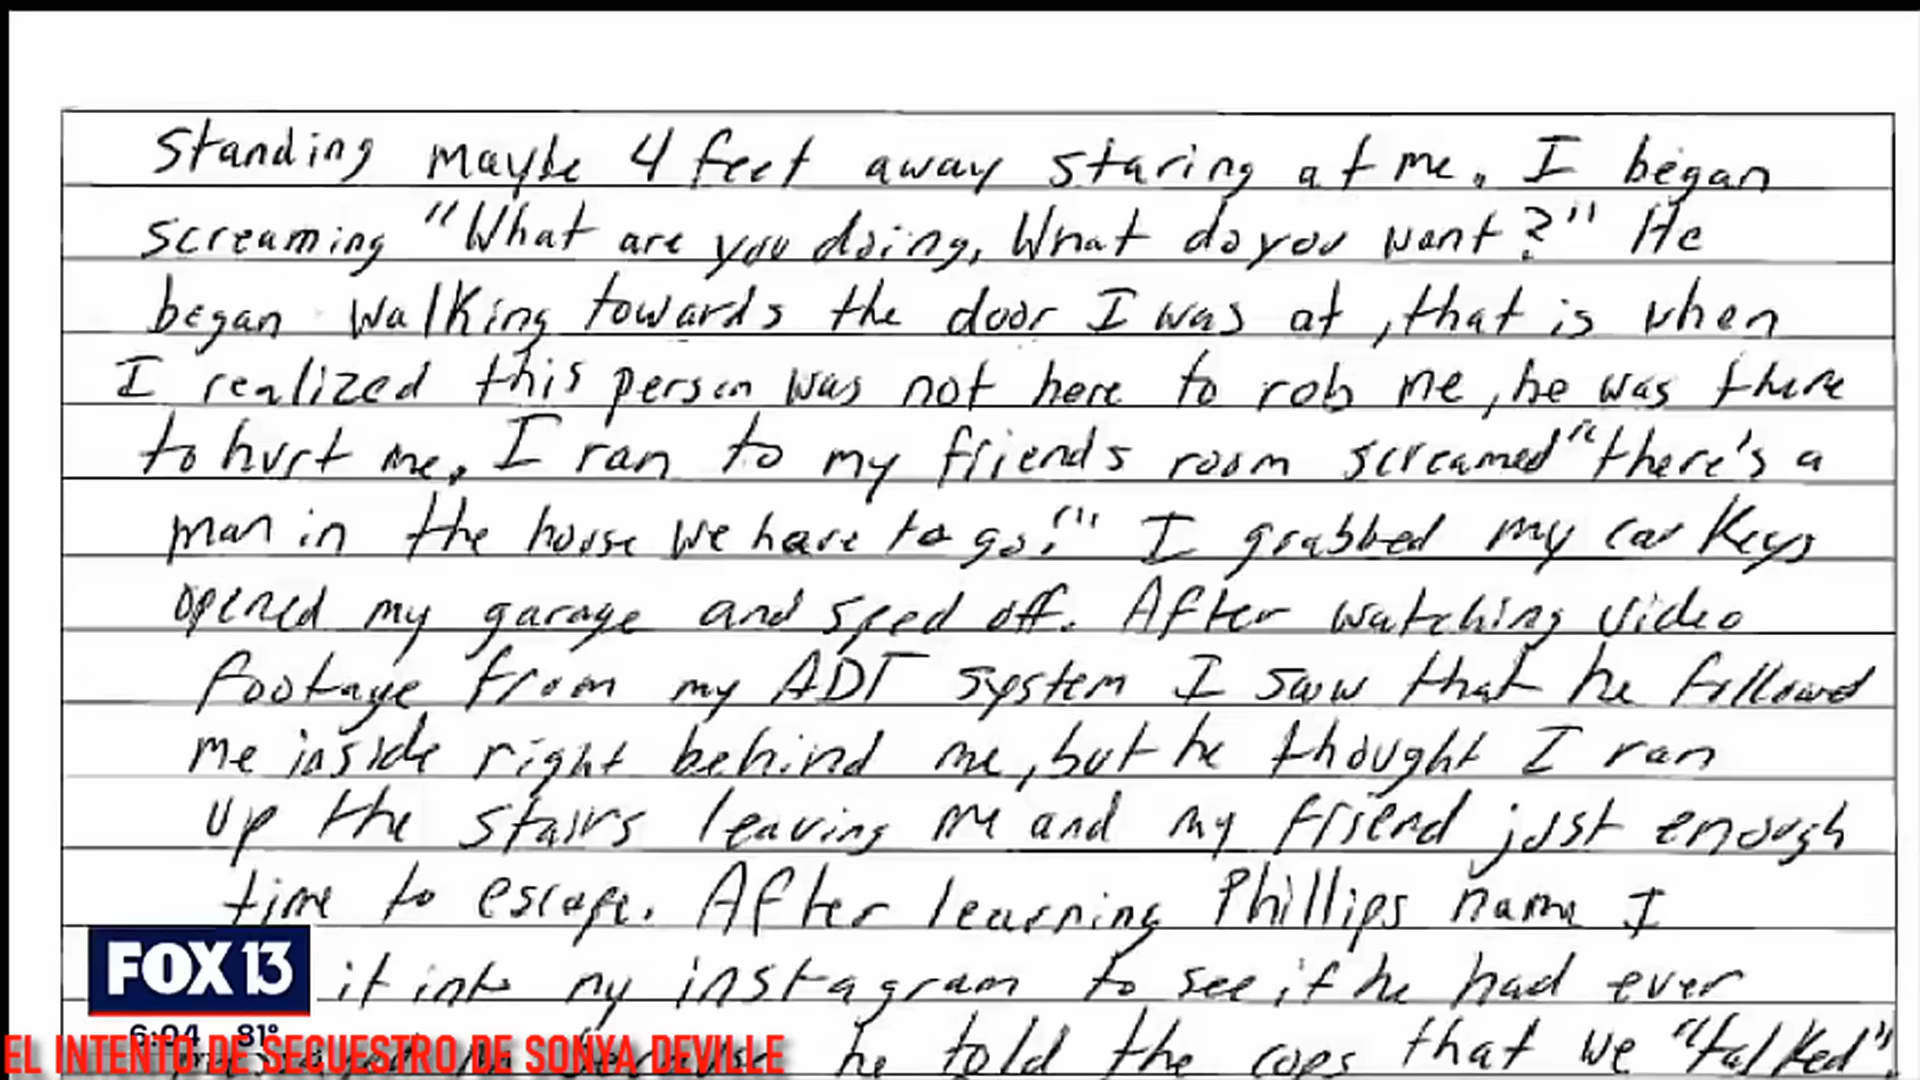 Standing maybe 4 feet away staring at me. I began
screaming "What are you doing, What do you want?" He
began walking towards the door I was at, that is when
I realized this person was not here to rob me, he was there
to hurt me. I ran to my friends room screamed "there's a
man in the house we have to go!" I grabbed my car keys
opened my garage and sped off. After watching video
footage from my ADT system I saw that he followed
me inside right behind me, but he thought I ran
up the stairs leaving me and my friend just enough
time to escape. After learning Phillips name I
it into my instagram to see if he had ever
he told the cops that we "talked".
FOX 13
6:04 81°
EL INTENTO DE SECUESTRO DE SONYA DEVILLE